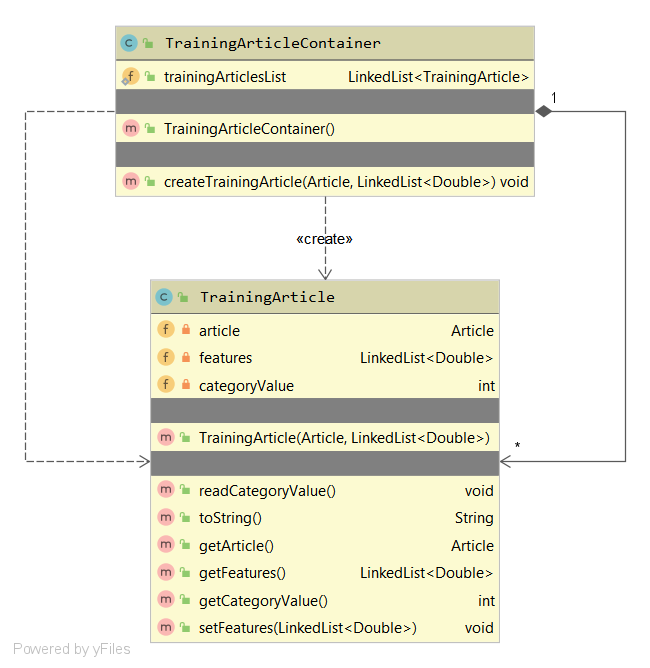 C TrainingArticleContainer
f trainingArticlesList LinkedList<TrainingArticle>
1
m TrainingArticleContainer()
m createTrainingArticle(Article, LinkedList<Double>) void
«create»
C TrainingArticle
f article Article
f features LinkedList<Double>
f categoryValue int
m TrainingArticle(Article, LinkedList<Double>)
*
m readCategoryValue() void
m toString() String
m getArticle() Article
m getFeatures() LinkedList<Double>
m getCategoryValue() int
m setFeatures(LinkedList<Double>) void
Powered by yFiles